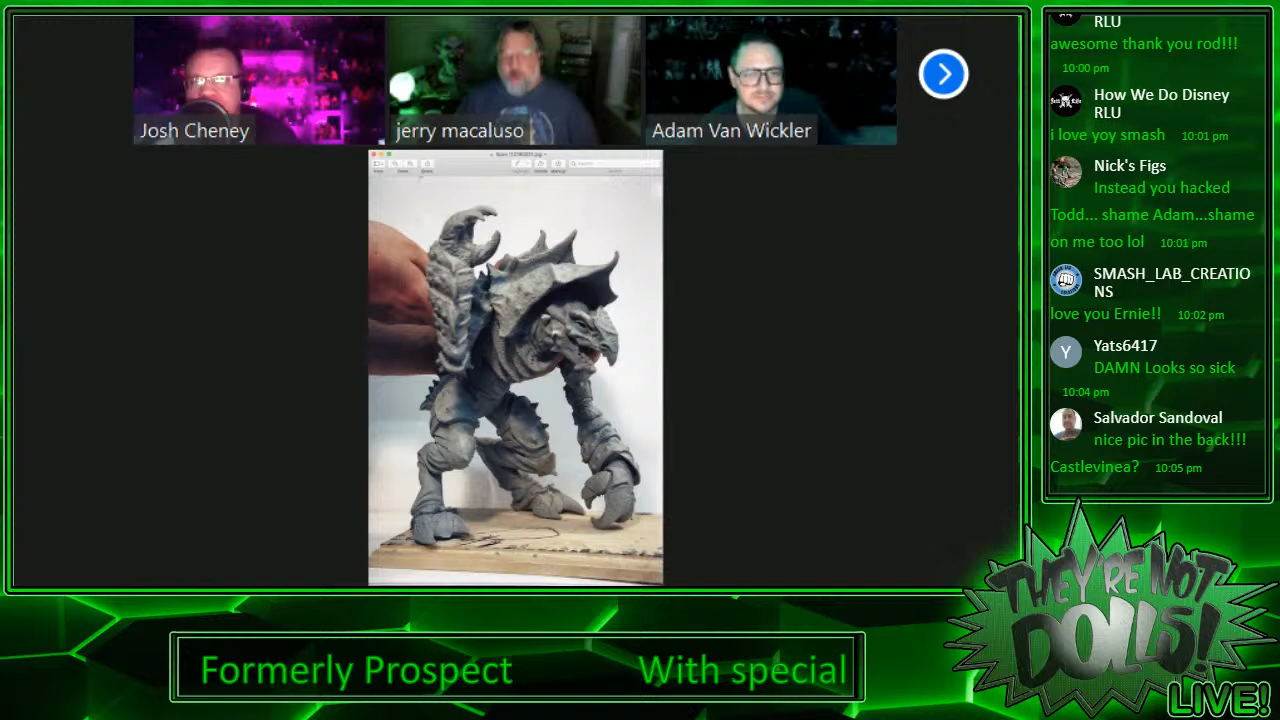 Josh Cheney
jerry macaluso
Adam Van Wickler
RLU
awesome thank you rod!!!
10:00 pm
How We Do Disney
RLU
i love yoy smash 10:01 pm
Nick's Figs
Instead you hacked
Todd... shame Adam...shame
on me too lol 10:01 pm
SMASH_LAB_CREATIO
NS
love you Ernie!! 10:02 pm
Y
Yats6417
DAMN Looks so sick
10:04 pm
Salvador Sandoval
nice pic in the back!!!
Castlevinea? 10:05 pm
THEY'RE NOT
DOLLS!
LIVE!
Formerly Prospect With special